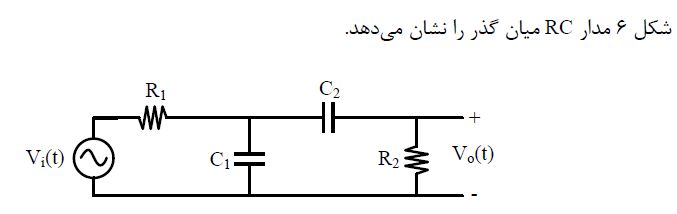 شکل ۶ مدار RC میان گذر را نشان می‌دهد.
R₁
C₂
+
Vᵢ(t)
C₁
R₂
Vₒ(t)
-